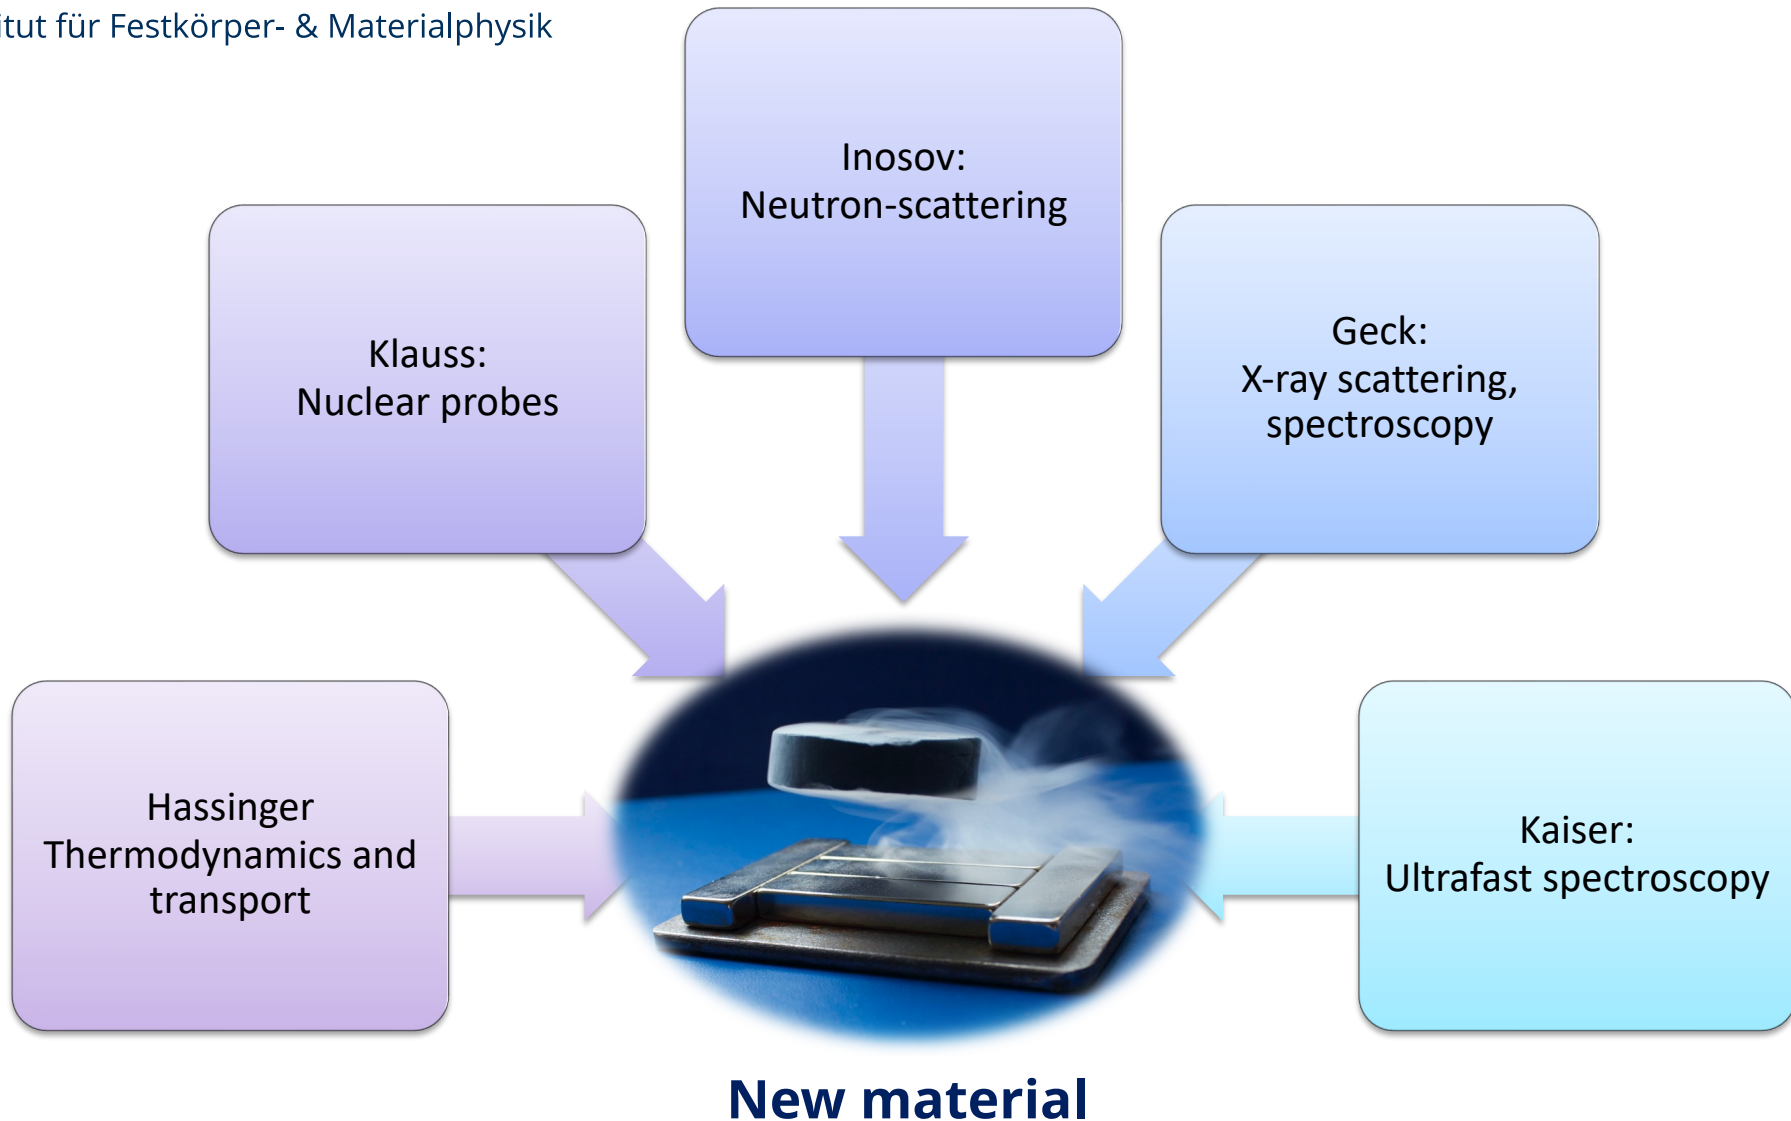 itut für Festkörper- & Materialphysik
Inosov:
Neutron-scattering
Klauss:
Nuclear probes
Geck:
X-ray scattering,
spectroscopy
Hassinger
Thermodynamics and
transport
Kaiser:
Ultrafast spectroscopy
New material